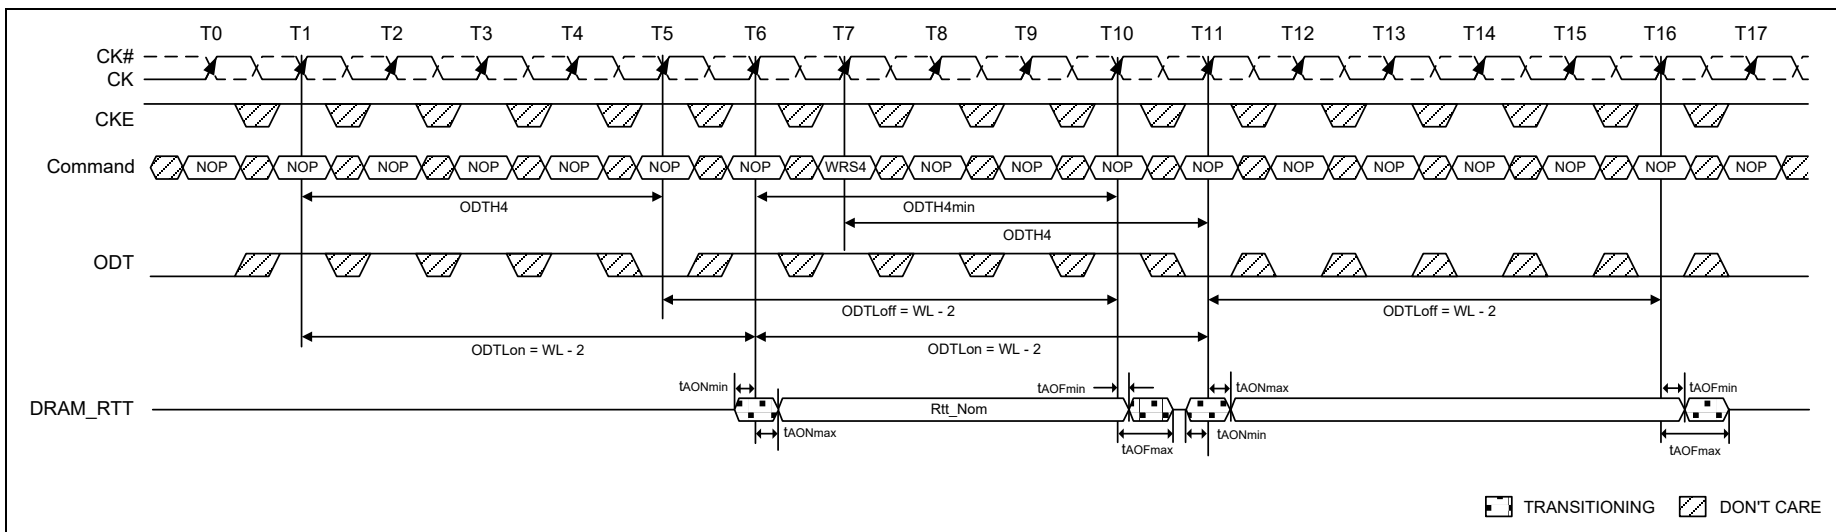 T0 T1 T2 T3 T4 T5 T6 T7 T8 T9 T10 T11 T12 T13 T14 T15 T16 T17
CK#
CK
CKE
Command NOP NOP NOP NOP NOP NOP NOP WRS4 NOP NOP NOP NOP NOP NOP NOP NOP NOP NOP
ODTH4 ODTH4min
ODTH4
ODT
ODTLoff = WL - 2 ODTLoff = WL - 2
ODTLon = WL - 2 ODTLon = WL - 2
tAONmin tAOFmin tAONmax tAOFmin
DRAM_RTT Rtt_Nom
tAONmax tAOFmax tAONmin tAOFmax
TRANSITIONING DON'T CARE